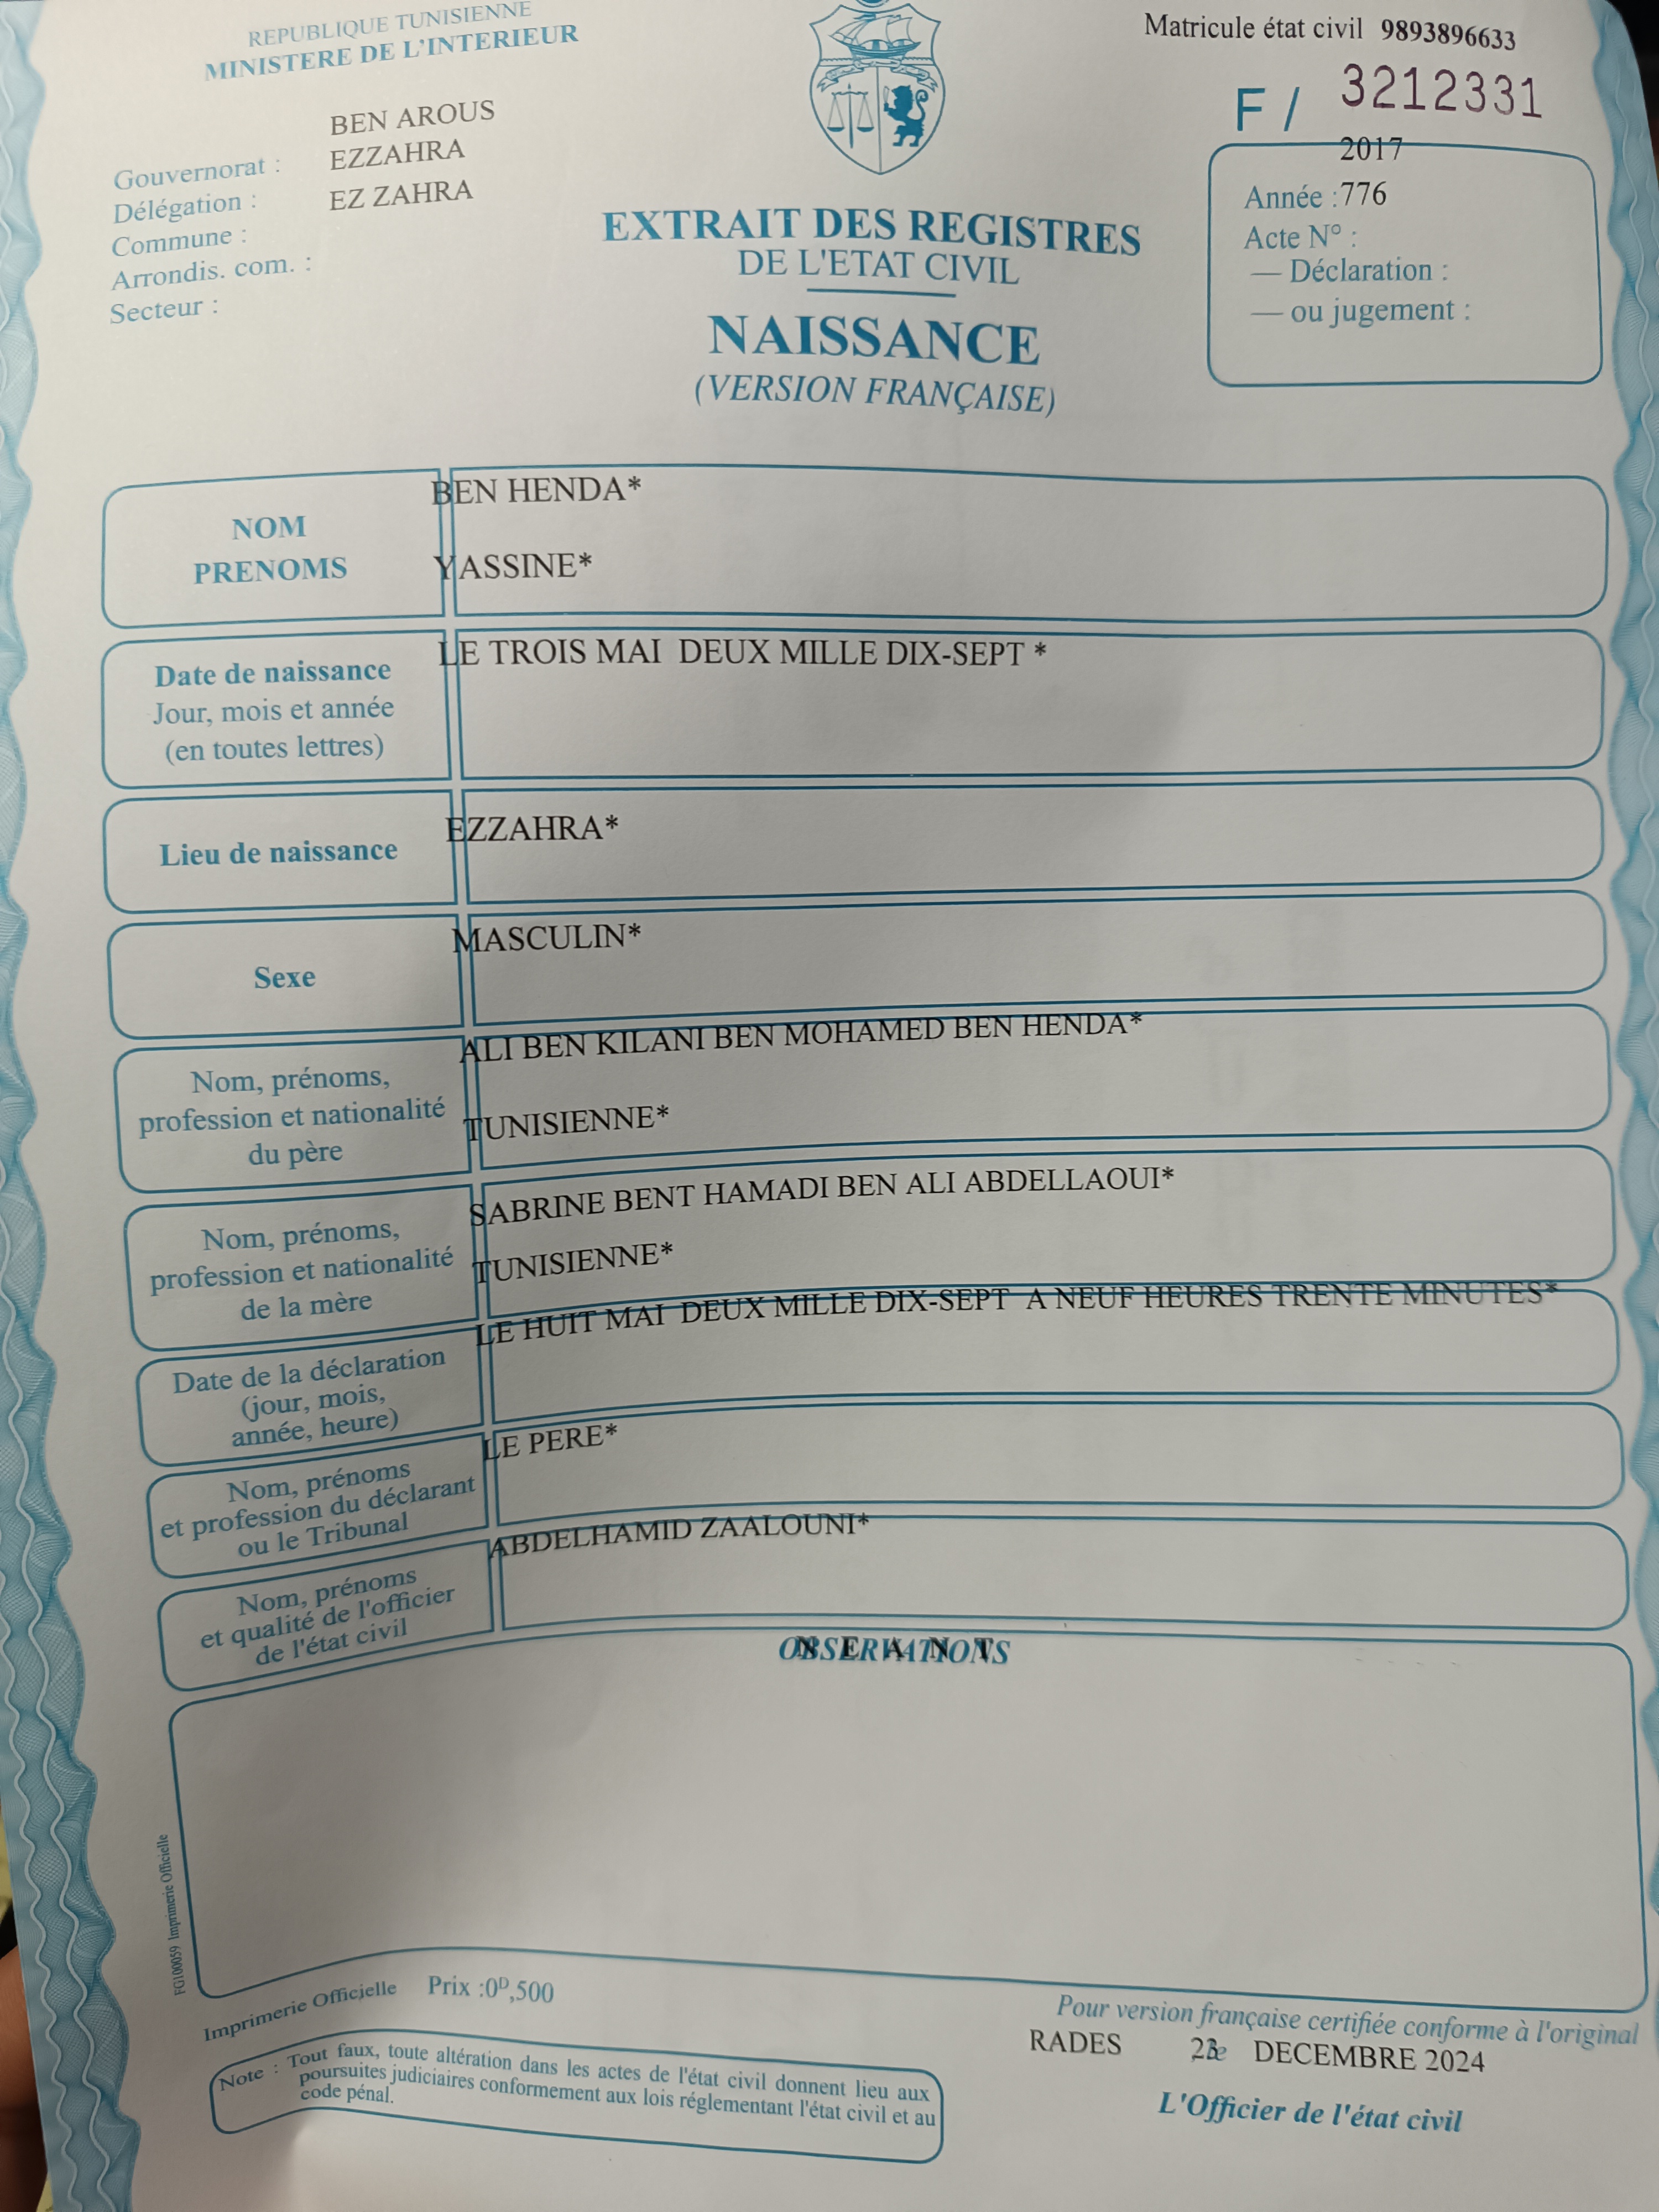 REPUBLIQUE TUNISIENNE
MINISTERE DE L'INTERIEUR
Matricule état civil 9893896633
F / 3212331
BEN AROUS
Gouvernorat : EZZAHRA
Délégation : EZ ZAHRA
Commune :
Arrondis. com. :
Secteur :
2017
Année : 776
Acte N° :
— Déclaration :
— ou jugement :
EXTRAIT DES REGISTRES
DE L'ETAT CIVIL
NAISSANCE
(VERSION FRANÇAISE)
NOM
PRENOMS
BEN HENDA*
YASSINE*
Date de naissance
Jour, mois et année
(en toutes lettres)
LE TROIS MAI DEUX MILLE DIX-SEPT *
Lieu de naissance
EZZAHRA*
Sexe
MASCULIN*
Nom, prénoms,
profession et nationalité
du père
ALI BEN KILANI BEN MOHAMED BEN HENDA*
TUNISIENNE*
Nom, prénoms,
profession et nationalité
de la mère
SABRINE BENT HAMADI BEN ALI ABDELLAOUI*
TUNISIENNE*
Date de la déclaration
(jour, mois,
année, heure)
LE HUIT MAI DEUX MILLE DIX-SEPT A NEUF HEURES TRENTE MINUTES*
Nom, prénoms
et profession du déclarant
ou le Tribunal
LE PERE*
Nom, prénoms
et qualité de l'officier
de l'état civil
ABDELHAMID ZAALOUNI*
OBSERVATIONS
N E A N T
FG100059 Imprimerie Officielle
Imprimerie Officielle Prix :0D,500
Pour version française certifiée conforme à l'original
RADES DECEMBRE 2024
L'Officier de l'état civil
Note : Tout faux, toute altération dans les actes de l'état civil donnent lieu aux
poursuites judiciaires conformement aux lois réglementant l'état civil et au
code pénal.